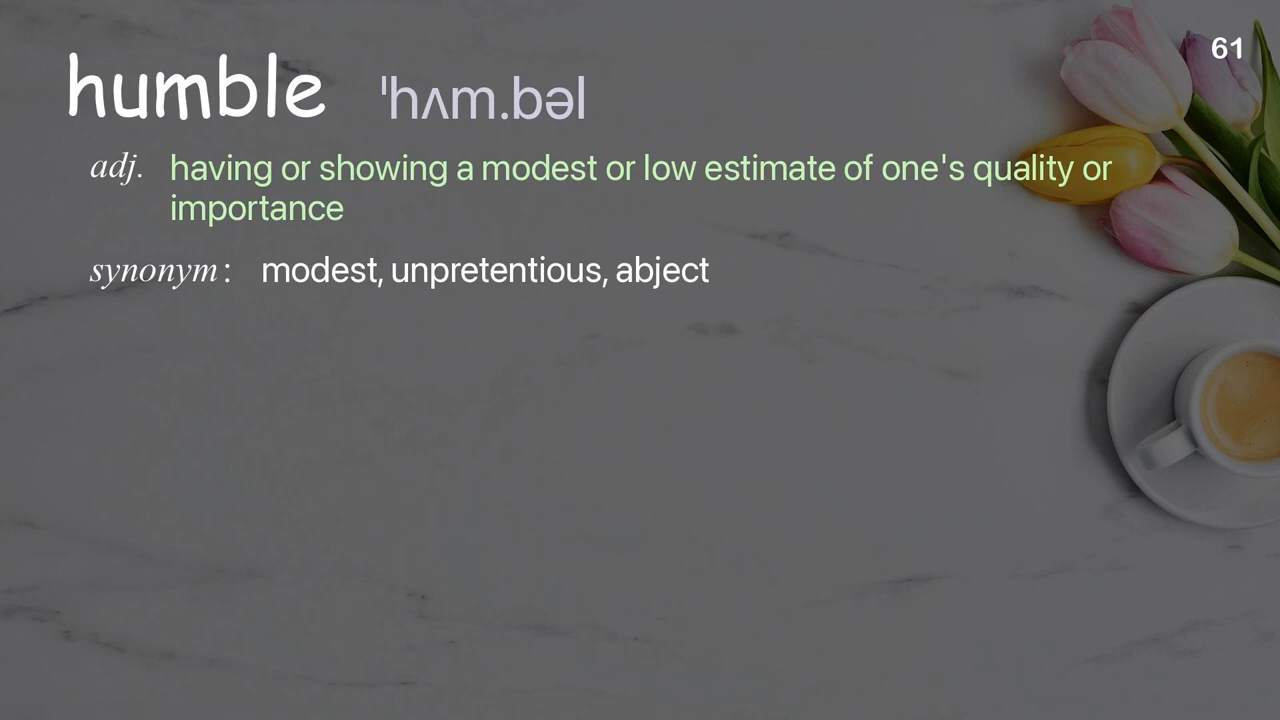 61
humble ˈhʌm.bəl
adj. having or showing a modest or low estimate of one's quality or
importance
synonym: modest, unpretentious, abject